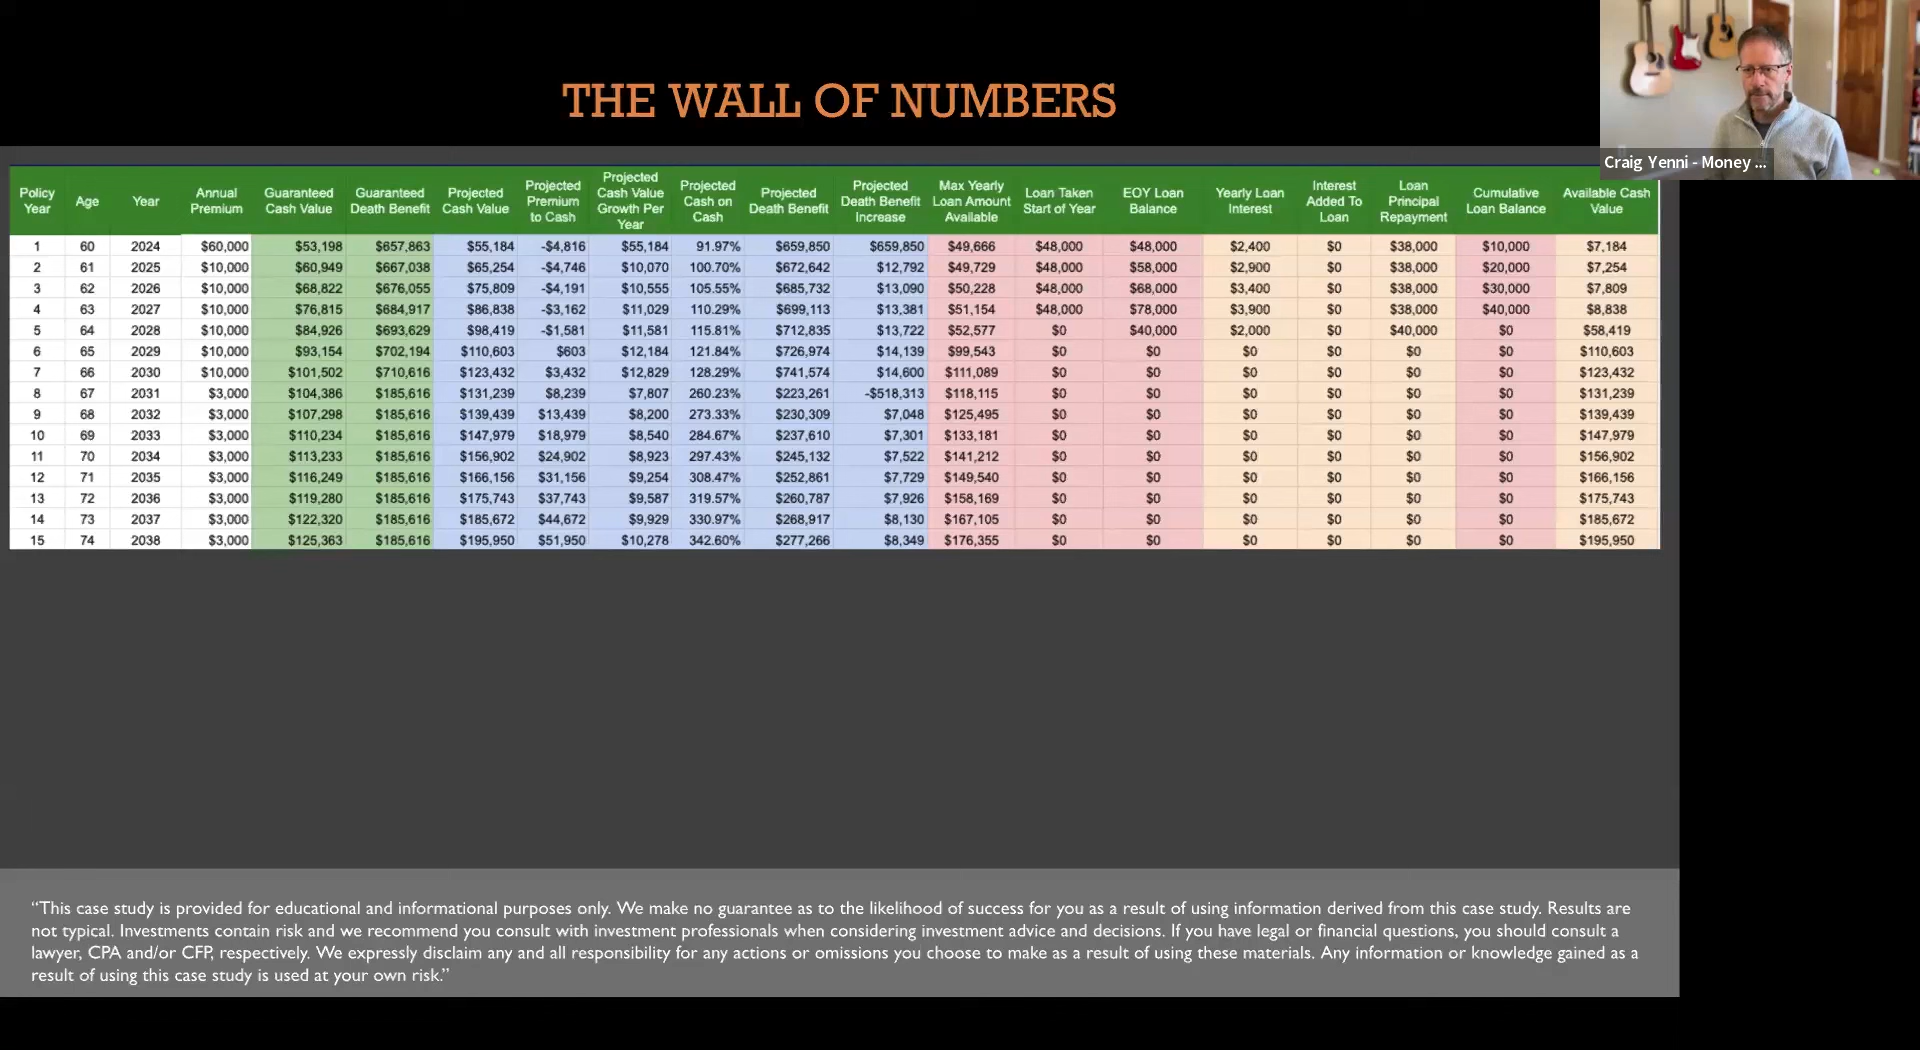 THE WALL OF NUMBERS
Craig Yenni - Money ...
Policy Year Age Year Annual Premium Guaranteed Cash Value Guaranteed Death Benefit Projected Cash Value Projected Premium to Cash Projected Cash Value Growth Per Year Projected Cash on Cash Projected Death Benefit Projected Death Benefit Increase Max Yearly Loan Amount Available Loan Taken Start of Year EOY Loan Balance Yearly Loan Interest Interest Added To Loan Loan Principal Repayment Cumulative Loan Balance Available Cash Value
1 60 2024 $60,000 $53,198 $657,863 $55,184 -$4,816 $55,184 91.97% $659,850 $659,850 $49,666 $48,000 $48,000 $2,400 $0 $38,000 $10,000 $7,184
2 61 2025 $10,000 $60,949 $667,038 $65,254 -$4,746 $10,070 100.70% $672,642 $12,792 $49,729 $48,000 $58,000 $2,900 $0 $38,000 $20,000 $7,254
3 62 2026 $10,000 $68,822 $676,055 $75,809 -$4,191 $10,555 105.55% $685,732 $13,090 $50,228 $48,000 $68,000 $3,400 $0 $38,000 $30,000 $7,809
4 63 2027 $10,000 $76,815 $684,917 $86,838 -$3,162 $11,029 110.29% $699,113 $13,381 $51,154 $48,000 $78,000 $3,900 $0 $38,000 $40,000 $8,838
5 64 2028 $10,000 $84,926 $693,629 $98,419 -$1,581 $11,581 115.81% $712,835 $13,722 $52,577 $0 $40,000 $2,000 $0 $40,000 $0 $58,419
6 65 2029 $10,000 $93,154 $702,194 $110,603 $603 $12,184 121.84% $726,974 $14,139 $99,543 $0 $0 $0 $0 $0 $0 $110,603
7 66 2030 $10,000 $101,502 $710,616 $123,432 $3,432 $12,829 128.29% $741,574 $14,600 $111,089 $0 $0 $0 $0 $0 $0 $123,432
8 67 2031 $3,000 $104,386 $185,616 $131,239 $8,239 $7,807 260.23% $223,261 -$518,313 $118,115 $0 $0 $0 $0 $0 $0 $131,239
9 68 2032 $3,000 $107,298 $185,616 $139,439 $13,439 $8,200 273.33% $230,309 $7,048 $125,495 $0 $0 $0 $0 $0 $0 $139,439
10 69 2033 $3,000 $110,234 $185,616 $147,979 $18,979 $8,540 284.67% $237,610 $7,301 $133,181 $0 $0 $0 $0 $0 $0 $147,979
11 70 2034 $3,000 $113,233 $185,616 $156,902 $24,902 $8,923 297.43% $245,132 $7,522 $141,212 $0 $0 $0 $0 $0 $0 $156,902
12 71 2035 $3,000 $116,249 $185,616 $166,156 $31,156 $9,254 308.47% $252,861 $7,729 $149,540 $0 $0 $0 $0 $0 $0 $166,156
13 72 2036 $3,000 $119,280 $185,616 $175,743 $37,743 $9,587 319.57% $260,787 $7,926 $158,169 $0 $0 $0 $0 $0 $0 $175,743
14 73 2037 $3,000 $122,320 $185,616 $185,672 $44,672 $9,929 330.97% $268,917 $8,130 $167,105 $0 $0 $0 $0 $0 $0 $185,672
15 74 2038 $3,000 $125,363 $185,616 $195,950 $51,950 $10,278 342.60% $277,266 $8,349 $176,355 $0 $0 $0 $0 $0 $0 $195,950
“This case study is provided for educational and informational purposes only. We make no guarantee as to the likelihood of success for you as a result of using information derived from this case study. Results are
not typical. Investments contain risk and we recommend you consult with investment professionals when considering investment advice and decisions. If you have legal or financial questions, you should consult a
lawyer, CPA and/or CFP, respectively. We expressly disclaim any and all responsibility for any actions or omissions you choose to make as a result of using these materials. Any information or knowledge gained as a
result of using this case study is used at your own risk.”